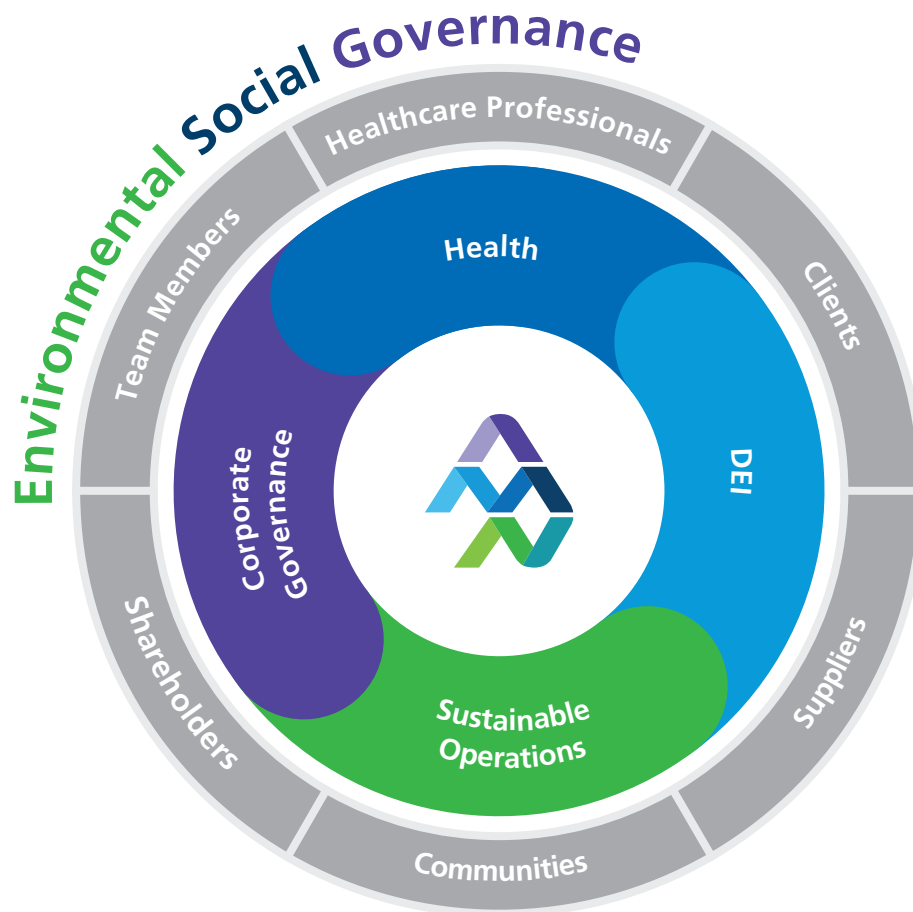 Environmental Social Governance
Healthcare Professionals
Clients
Suppliers
Communities
Shareholders
Team Members
Health
DEI
Sustainable
Operations
Corporate
Governance